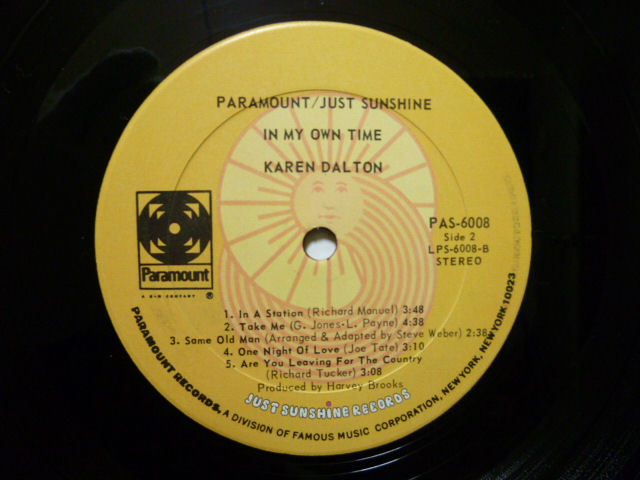 PARAMOUNT/JUST SUNSHINE
IN MY OWN TIME
KAREN DALTON
PAS-6008
Side 2
LPS-6008-B
STEREO
Paramount
A G+W COMPANY ®
1. In A Station (Richard Manuel) 3:48
2. Take Me (G. Jones-L. Payne) 4:38
3. Same Old Man (Arranged & Adapted by Steve Weber) 2:38
4. One Night Of Love (Joe Tate) 3:10
5. Are You Leaving For The Country
(Richard Tucker) 3:08
Produced by Harvey Brooks
JUST SUNSHINE RECORDS
PARAMOUNT RECORDS, A DIVISION OF FAMOUS MUSIC CORPORATION, NEW YORK, NEW YORK 10023